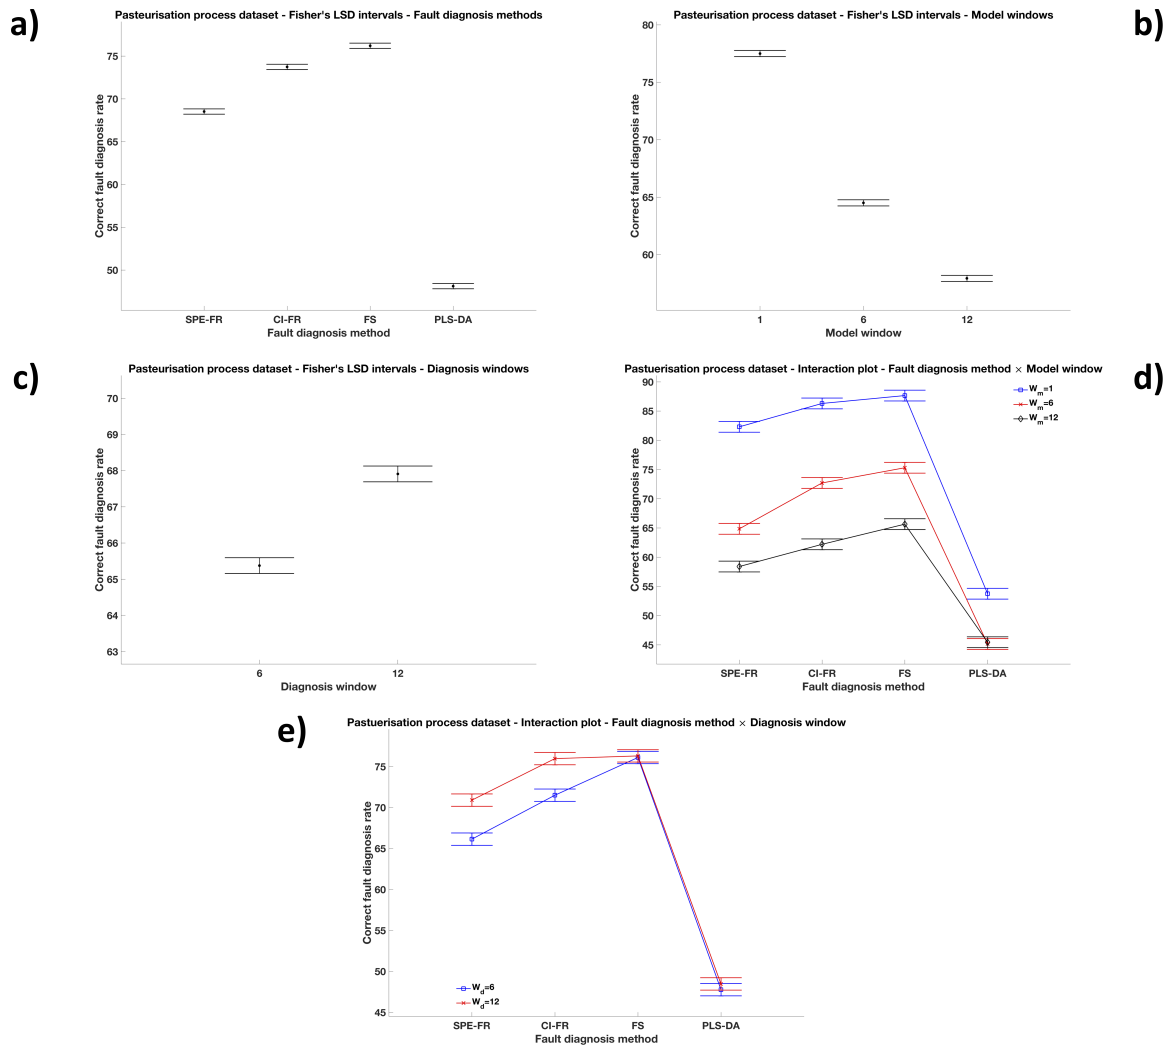 a)
Pasteurisation process dataset - Fisher's LSD intervals - Fault diagnosis methods
Correct fault diagnosis rate
75
70
65
60
55
50
SPE-FR CI-FR FS PLS-DA
Fault diagnosis method
b)
Pasteurisation process dataset - Fisher's LSD intervals - Model windows
Correct fault diagnosis rate
80
75
70
65
60
1 6 12
Model window
c)
Pasteurisation process dataset - Fisher's LSD intervals - Diagnosis windows
Correct fault diagnosis rate
70
69
68
67
66
65
64
63
6 12
Diagnosis window
d)
Pastuerisation process dataset - Interaction plot - Fault diagnosis method × Model window
Correct fault diagnosis rate
90
85
80
75
70
65
60
55
50
45
W_m=1
W_m=6
W_m=12
SPE-FR CI-FR FS PLS-DA
Fault diagnosis method
e)
Pastuerisation process dataset - Interaction plot - Fault diagnosis method × Diagnosis window
Correct fault diagnosis rate
75
70
65
60
55
50
45
W_d=6
W_d=12
SPE-FR CI-FR FS PLS-DA
Fault diagnosis method